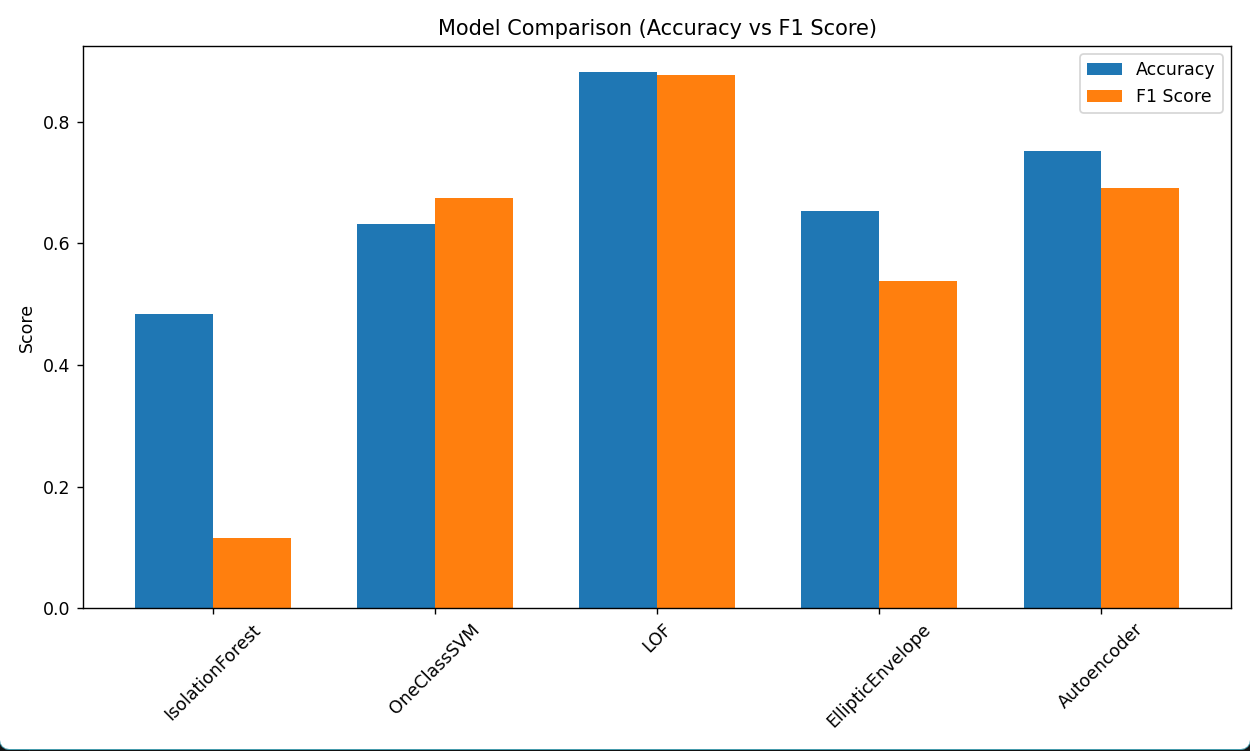 Model Comparison (Accuracy vs F1 Score)
Accuracy
F1 Score
Score
0.8
0.6
0.4
0.2
0.0
IsolationForest
OneClassSVM
LOF
EllipticEnvelope
Autoencoder